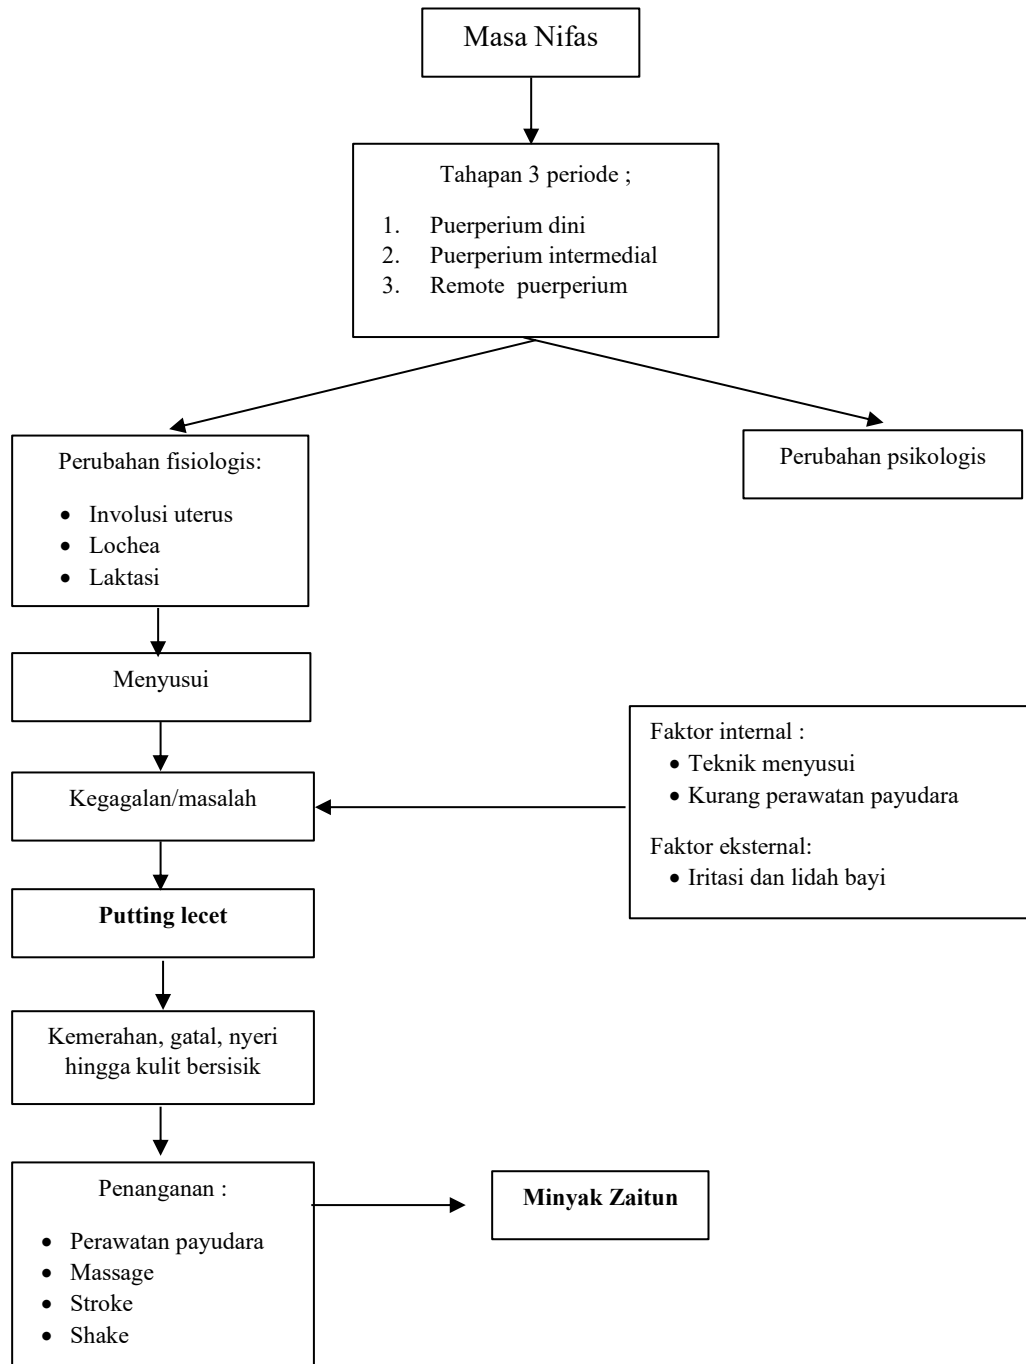 Masa Nifas
Tahapan 3 periode ;
1. Puerperium dini
2. Puerperium intermedial
3. Remote puerperium
Perubahan fisiologis:
• Involusi uterus
• Lochea
• Laktasi
Perubahan psikologis
Menyusui
Kegagalan/masalah
Faktor internal :
• Teknik menyusui
• Kurang perawatan payudara
Faktor eksternal:
• Iritasi dan lidah bayi
Putting lecet
Kemerahan, gatal, nyeri
hingga kulit bersisik
Penanganan :
• Perawatan payudara
• Massage
• Stroke
• Shake
Minyak Zaitun